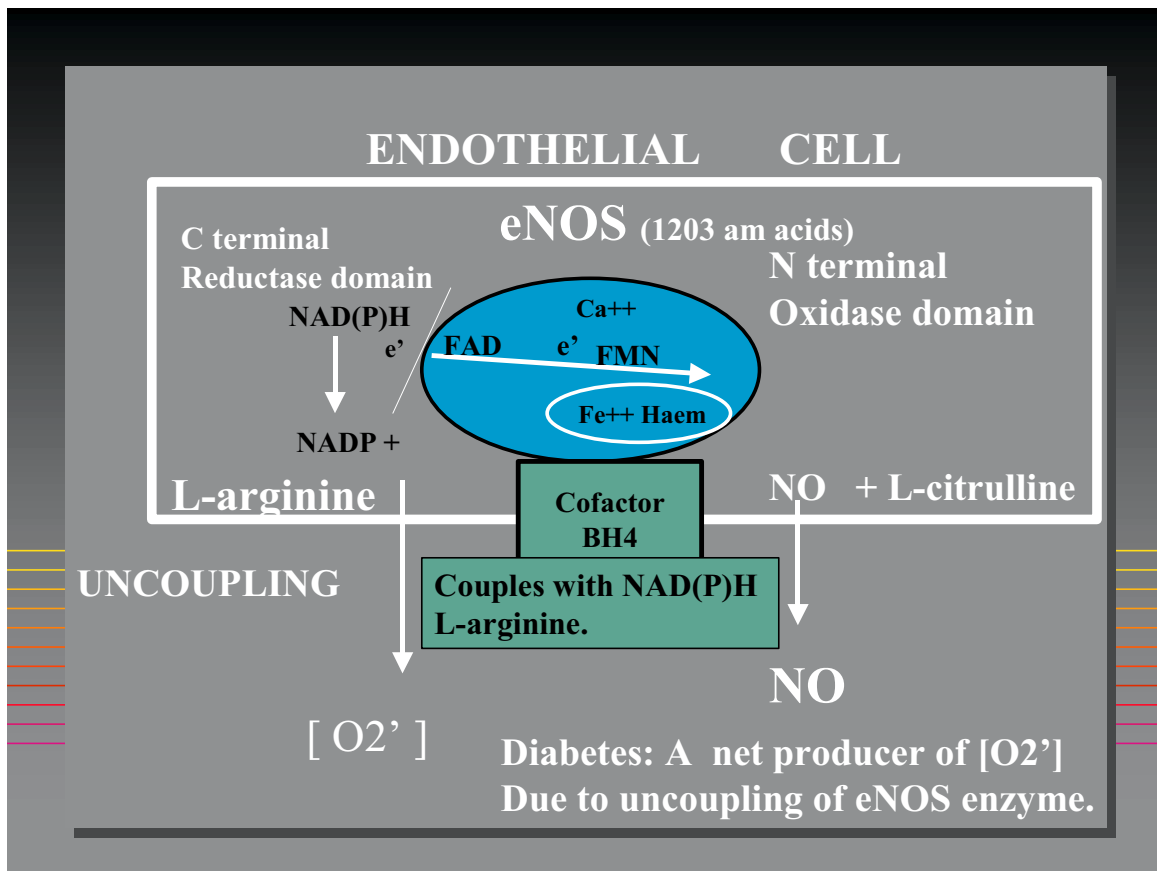 ENDOTHELIAL CELL
eNOS (1203 am acids)
C terminal
Reductase domain
N terminal
Oxidase domain
NAD(P)H
e’
Ca++
FAD e’ FMN
Fe++ Haem
NADP +
L-arginine
NO + L-citrulline
Cofactor
BH4
UNCOUPLING
Couples with NAD(P)H
L-arginine.
NO
[ O2’ ]
Diabetes: A net producer of [O2’]
Due to uncoupling of eNOS enzyme.